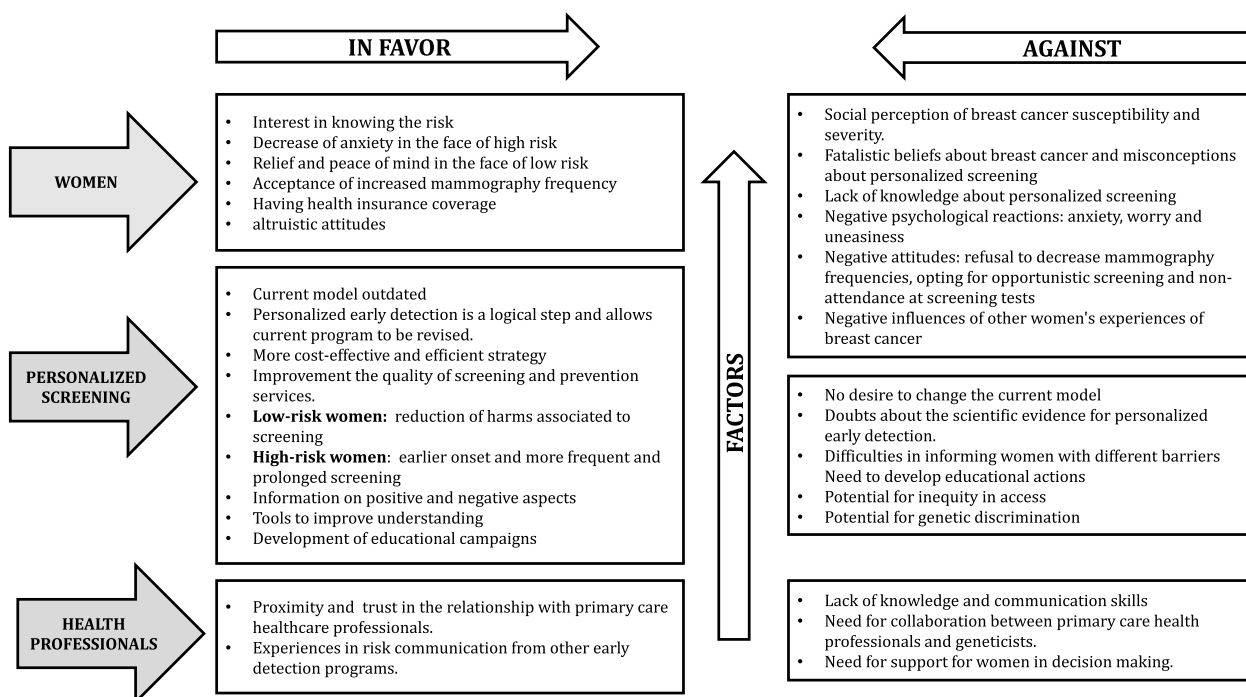 IN FAVOR
AGAINST
WOMEN
• Interest in knowing the risk
• Decrease of anxiety in the face of high risk
• Relief and peace of mind in the face of low risk
• Acceptance of increased mammography frequency
• Having health insurance coverage
• altruistic attitudes
• Social perception of breast cancer susceptibility and
severity.
• Fatalistic beliefs about breast cancer and misconceptions
about personalized screening
• Lack of knowledge about personalized screening
• Negative psychological reactions: anxiety, worry and
uneasiness
• Negative attitudes: refusal to decrease mammography
frequencies, opting for opportunistic screening and non-
attendance at screening tests
• Negative influences of other women's experiences of
breast cancer
FACTORS
PERSONALIZED
SCREENING
• Current model outdated
• Personalized early detection is a logical step and allows
current program to be revised.
• More cost-effective and efficient strategy
• Improvement the quality of screening and prevention
services.
• Low-risk women: reduction of harms associated to
screening
• High-risk women: earlier onset and more frequent and
prolonged screening
• Information on positive and negative aspects
• Tools to improve understanding
• Development of educational campaigns
• No desire to change the current model
• Doubts about the scientific evidence for personalized
early detection.
• Difficulties in informing women with different barriers
Need to develop educational actions
• Potential for inequity in access
• Potential for genetic discrimination
HEALTH
PROFESSIONALS
• Proximity and trust in the relationship with primary care
healthcare professionals.
• Experiences in risk communication from other early
detection programs.
• Lack of knowledge and communication skills
• Need for collaboration between primary care health
professionals and geneticists.
• Need for support for women in decision making.